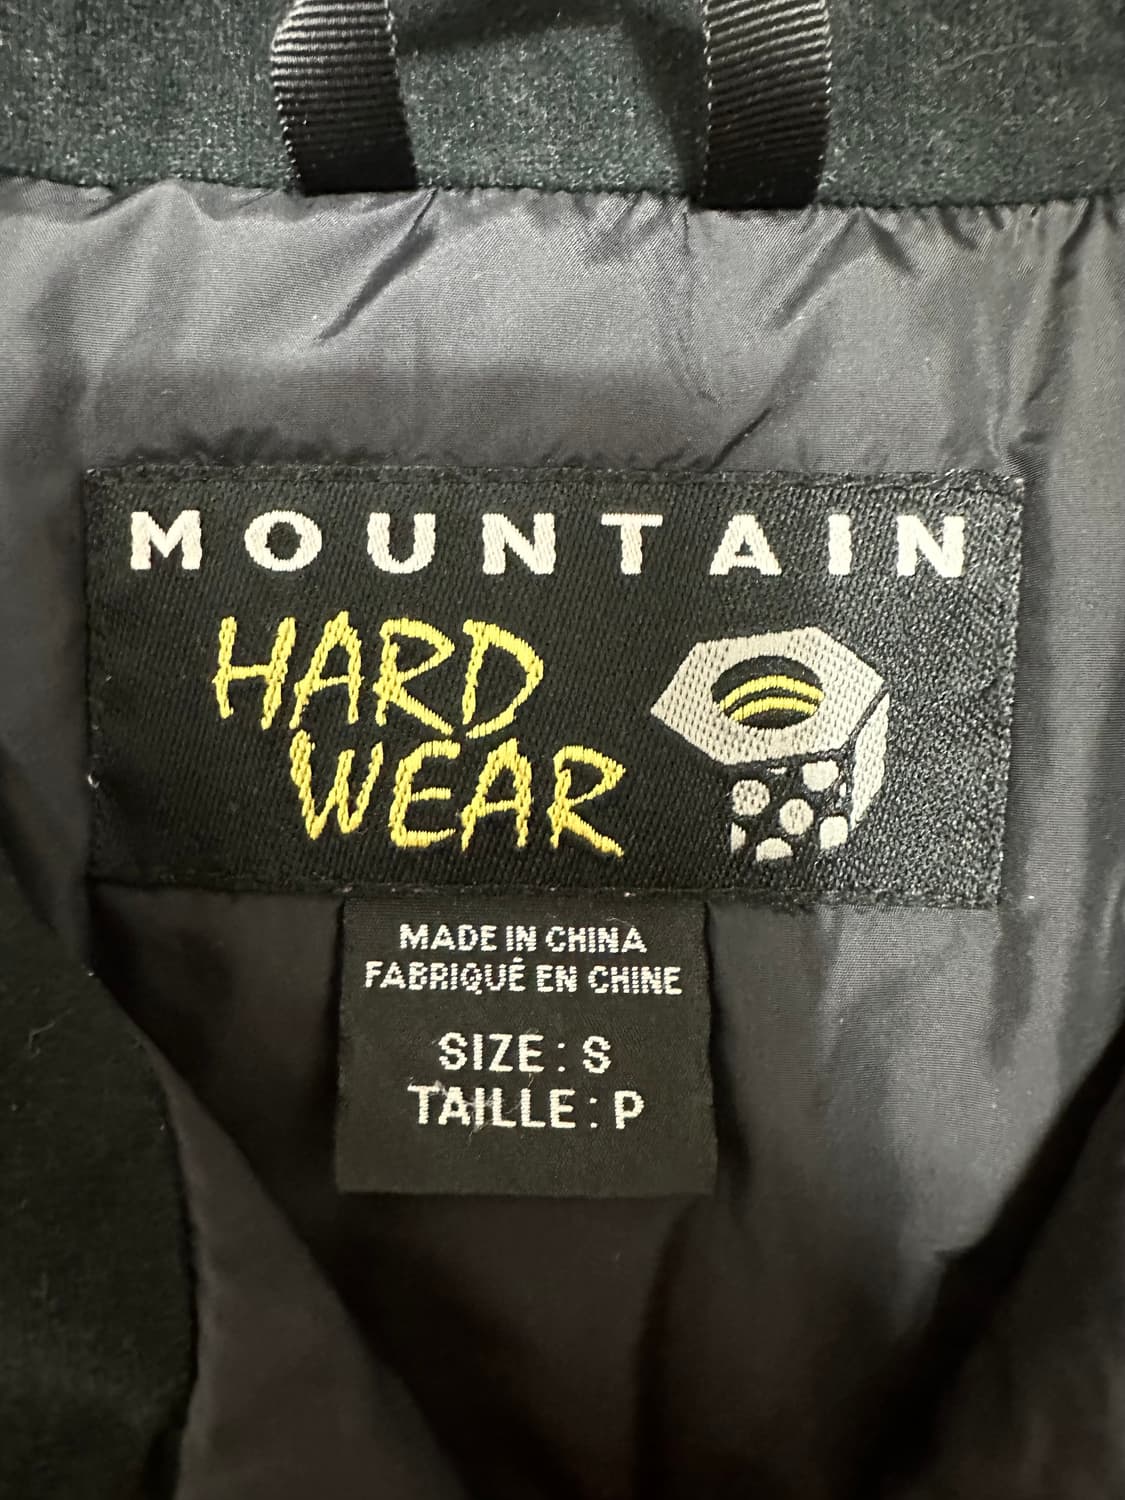 MOUNTAIN
HARD
WEAR
MADE IN CHINA
FABRIQUÉ EN CHINE
SIZE : S
TAILLE : P